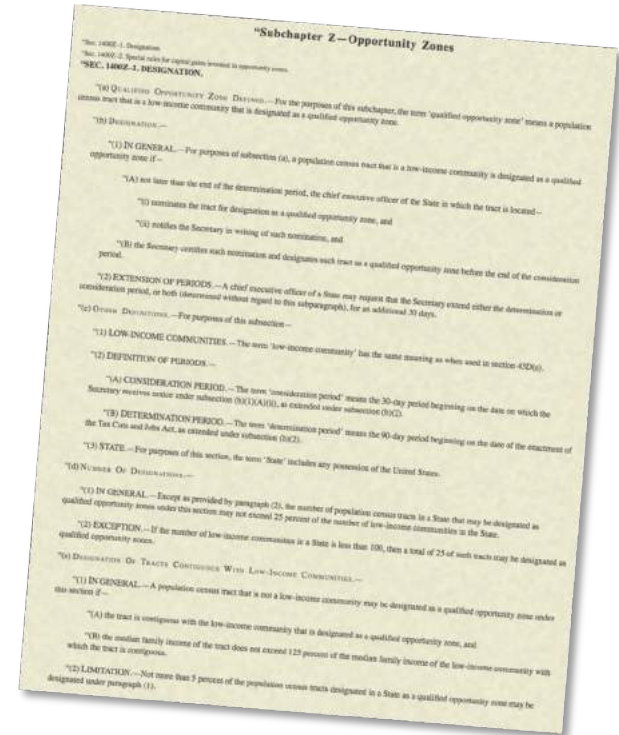 "Subchapter Z—Opportunity Zones
"Sec. 1400Z–1. Designation.
"Sec. 1400Z–2. Special rules for capital gains invested in opportunity zones.
"SEC. 1400Z–1. DESIGNATION.
"(a) QUALIFIED OPPORTUNITY ZONE DEFINED.—For the purposes of this subchapter, the term 'qualified opportunity zone' means a population
census tract that is a low-income community that is designated as a qualified opportunity zone.
"(b) DESIGNATION.—
"(1) IN GENERAL.—For purposes of subsection (a), a population census tract that is a low-income community is designated as a qualified
opportunity zone if—
"(A) not later than the end of the determination period, the chief executive officer of the State in which the tract is located—
"(i) nominates the tract for designation as a qualified opportunity zone, and
"(ii) notifies the Secretary in writing of such nomination, and
"(B) the Secretary certifies such nomination and designates such tract as a qualified opportunity zone before the end of the consideration
period.
"(2) EXTENSION OF PERIODS.—A chief executive officer of a State may request that the Secretary extend either the determination or
consideration period, or both (determined without regard to this subparagraph), for an additional 30 days.
"(c) OTHER DEFINITIONS.—For purposes of this subsection—
"(1) LOW-INCOME COMMUNITIES.—The term 'low-income community' has the same meaning as when used in section 45D(e).
"(2) DEFINITION OF PERIODS.—
"(A) CONSIDERATION PERIOD.—The term 'consideration period' means the 30-day period beginning on the date on which the
Secretary receives notice under subsection (b)(1)(A)(ii), as extended under subsection (b)(2).
"(B) DETERMINATION PERIOD.—The term 'determination period' means the 90-day period beginning on the date of the enactment of
the Tax Cuts and Jobs Act, as extended under subsection (b)(2).
"(3) STATE.—For purposes of this section, the term 'State' includes any possession of the United States.
"(d) NUMBER OF DESIGNATIONS.—
"(1) IN GENERAL.—Except as provided by paragraph (2), the number of population census tracts in a State that may be designated as
qualified opportunity zones under this section may not exceed 25 percent of the number of low-income communities in the State.
"(2) EXCEPTION.—If the number of low-income communities in a State is less than 100, then a total of 25 of such tracts may be designated as
qualified opportunity zones.
"(e) DESIGNATION OF TRACTS CONTIGUOUS WITH LOW–INCOME COMMUNITIES.—
"(1) IN GENERAL.—A population census tract that is not a low-income community may be designated as a qualified opportunity zone under
this section if—
"(A) the tract is contiguous with the low-income community that is designated as a qualified opportunity zone, and
"(B) the median family income of the tract does not exceed 125 percent of the median family income of the low-income community with
which the tract is contiguous.
"(2) LIMITATION.—Not more than 5 percent of the population census tracts designated in a State as a qualified opportunity zone may be
designated under paragraph (1).